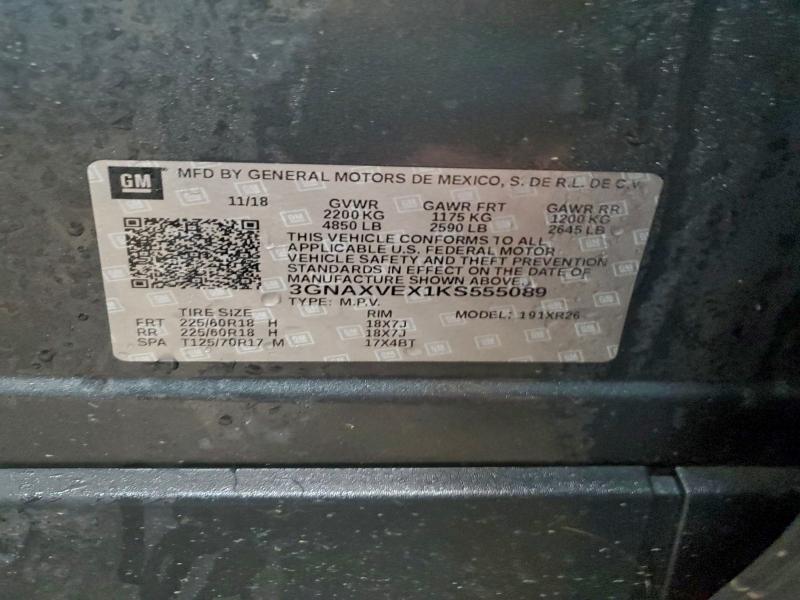 GM MFD BY GENERAL MOTORS DE MEXICO, S. DE R.L. DE C.V.
11/18 GVWR GAWR FRT GAWR RR
2200 KG 1175 KG 1200 KG
4850 LB 2590 LB 2645 LB
THIS VEHICLE CONFORMS TO ALL
APPLICABLE U.S. FEDERAL MOTOR
VEHICLE SAFETY AND THEFT PREVENTION
STANDARDS IN EFFECT ON THE DATE OF
MANUFACTURE SHOWN ABOVE.
3GNAXVEX1KS555089
TYPE: M.P.V. MODEL: 191XR26
TIRE SIZE RIM
FRT 225/60R18 H 18X7J
RR 225/60R18 H 18X7J
SPA T125/70R17 M 17X4BT